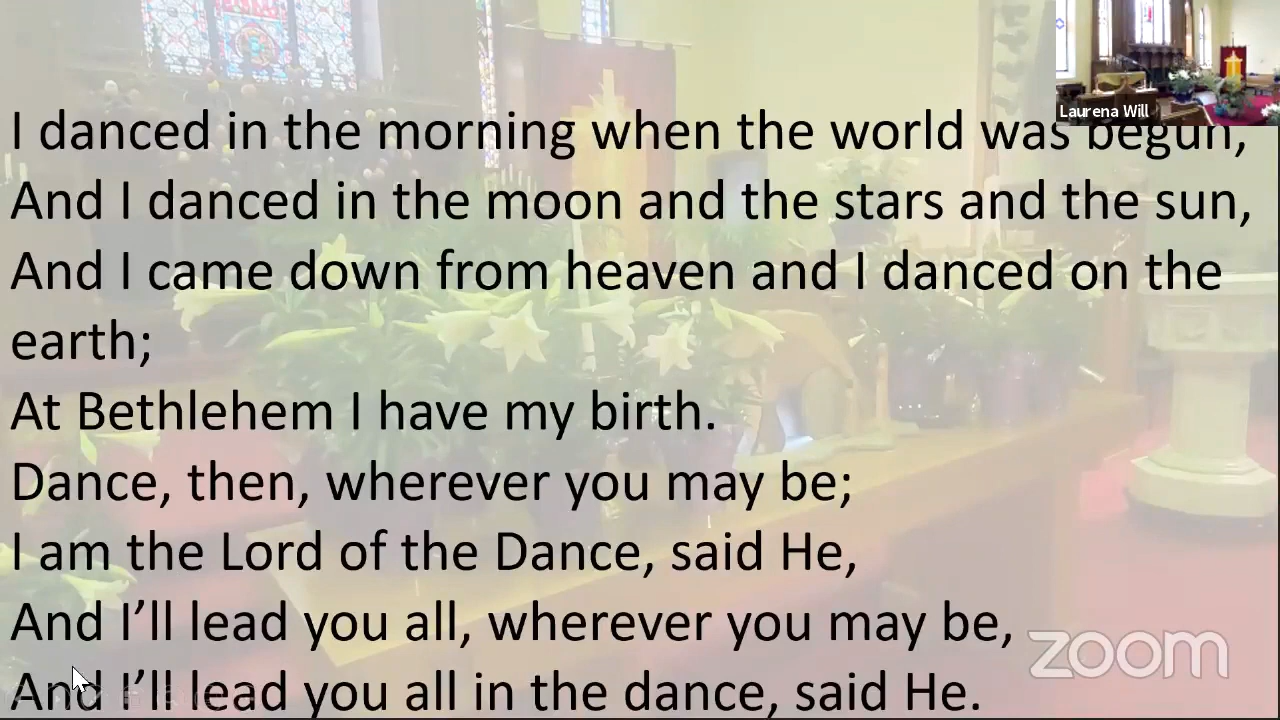 Laurena Will
I danced in the morning when the world was begun,
And I danced in the moon and the stars and the sun,
And I came down from heaven and I danced on the
earth;
At Bethlehem I have my birth.
Dance, then, wherever you may be;
I am the Lord of the Dance, said He,
And I’ll lead you all, wherever you may be,
And I’ll lead you all in the dance, said He.
zoom